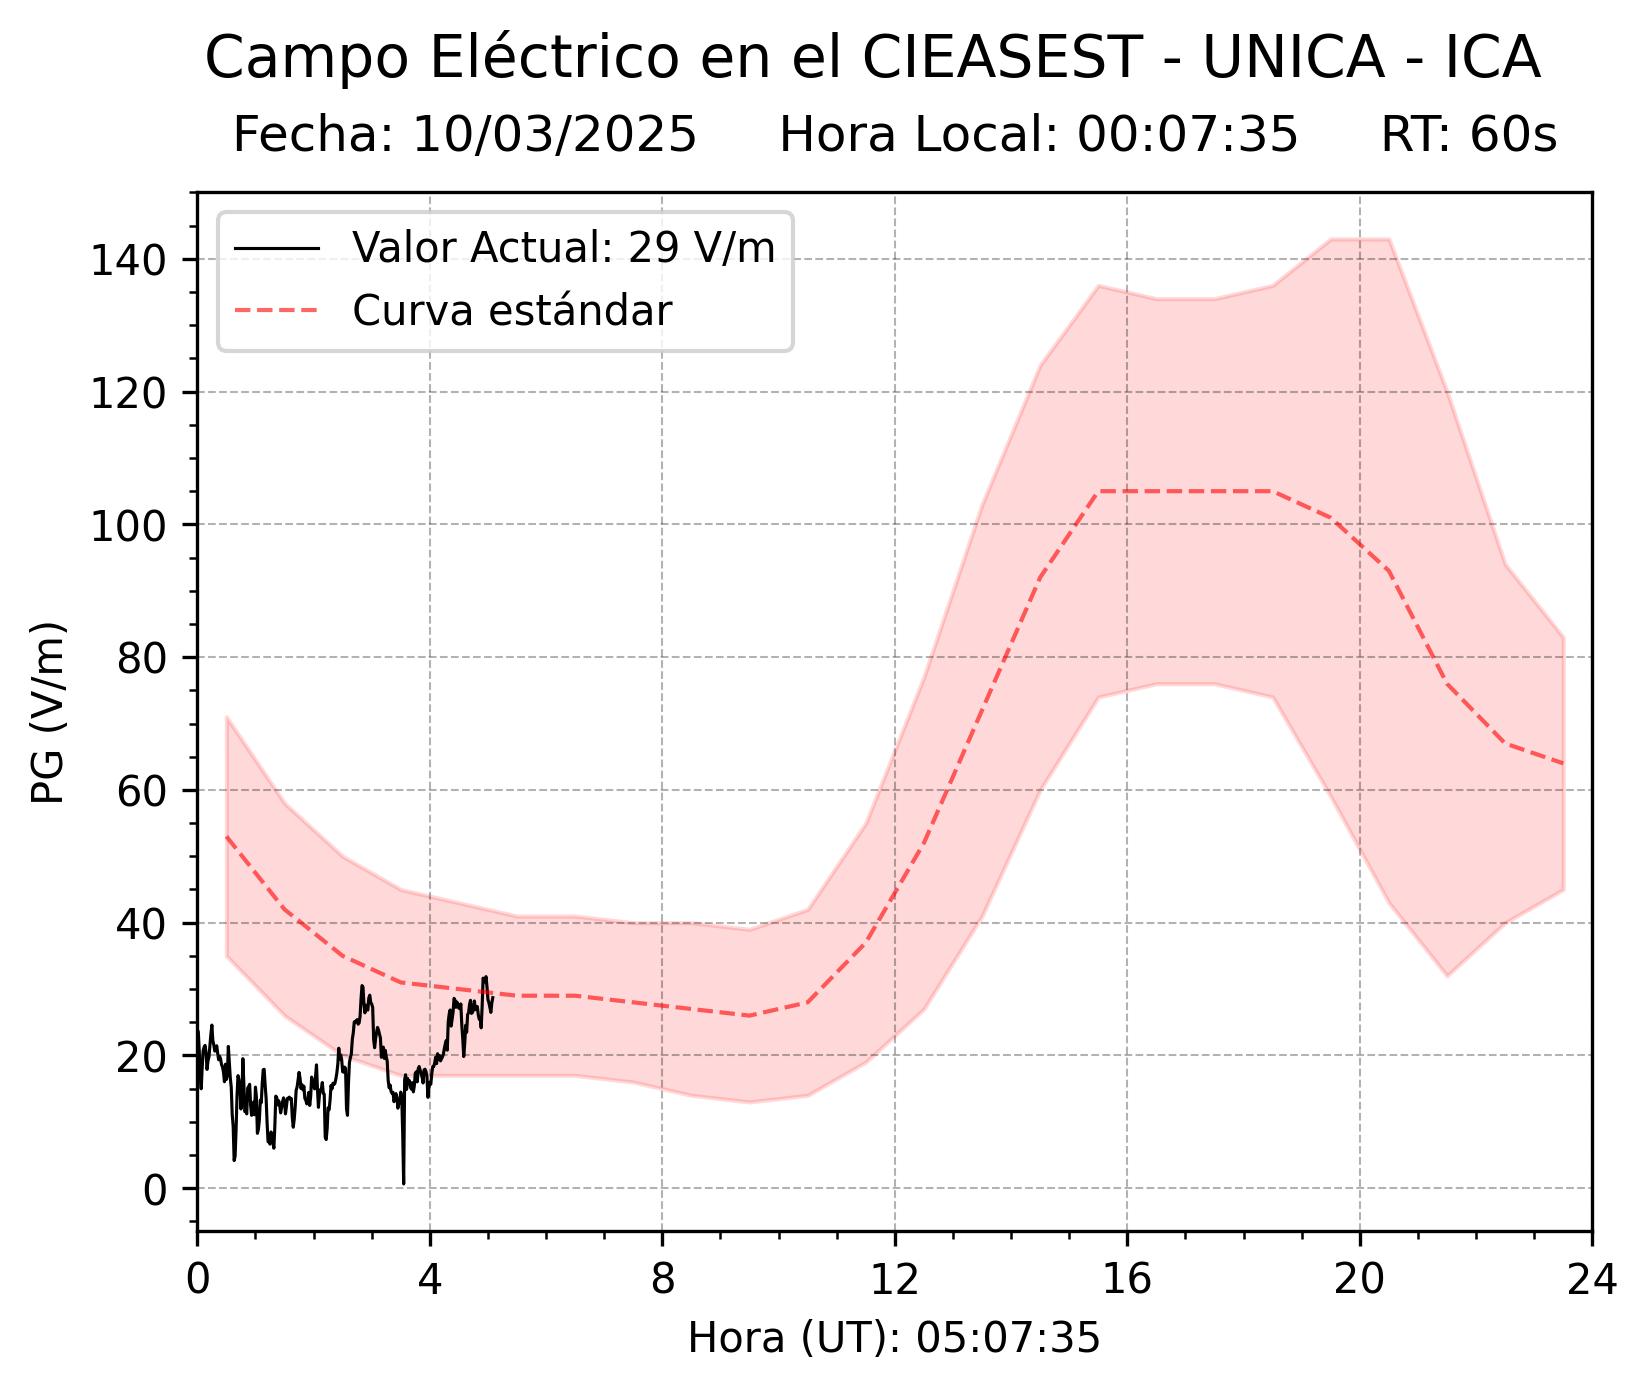 Campo Eléctrico en el CIEASEST - UNICA - ICA
Fecha: 10/03/2025 Hora Local: 00:07:35 RT: 60s
Valor Actual: 29 V/m
Curva estándar
PG (V/m)
140
120
100
80
60
40
20
0
0 4 8 12 16 20 24
Hora (UT): 05:07:35